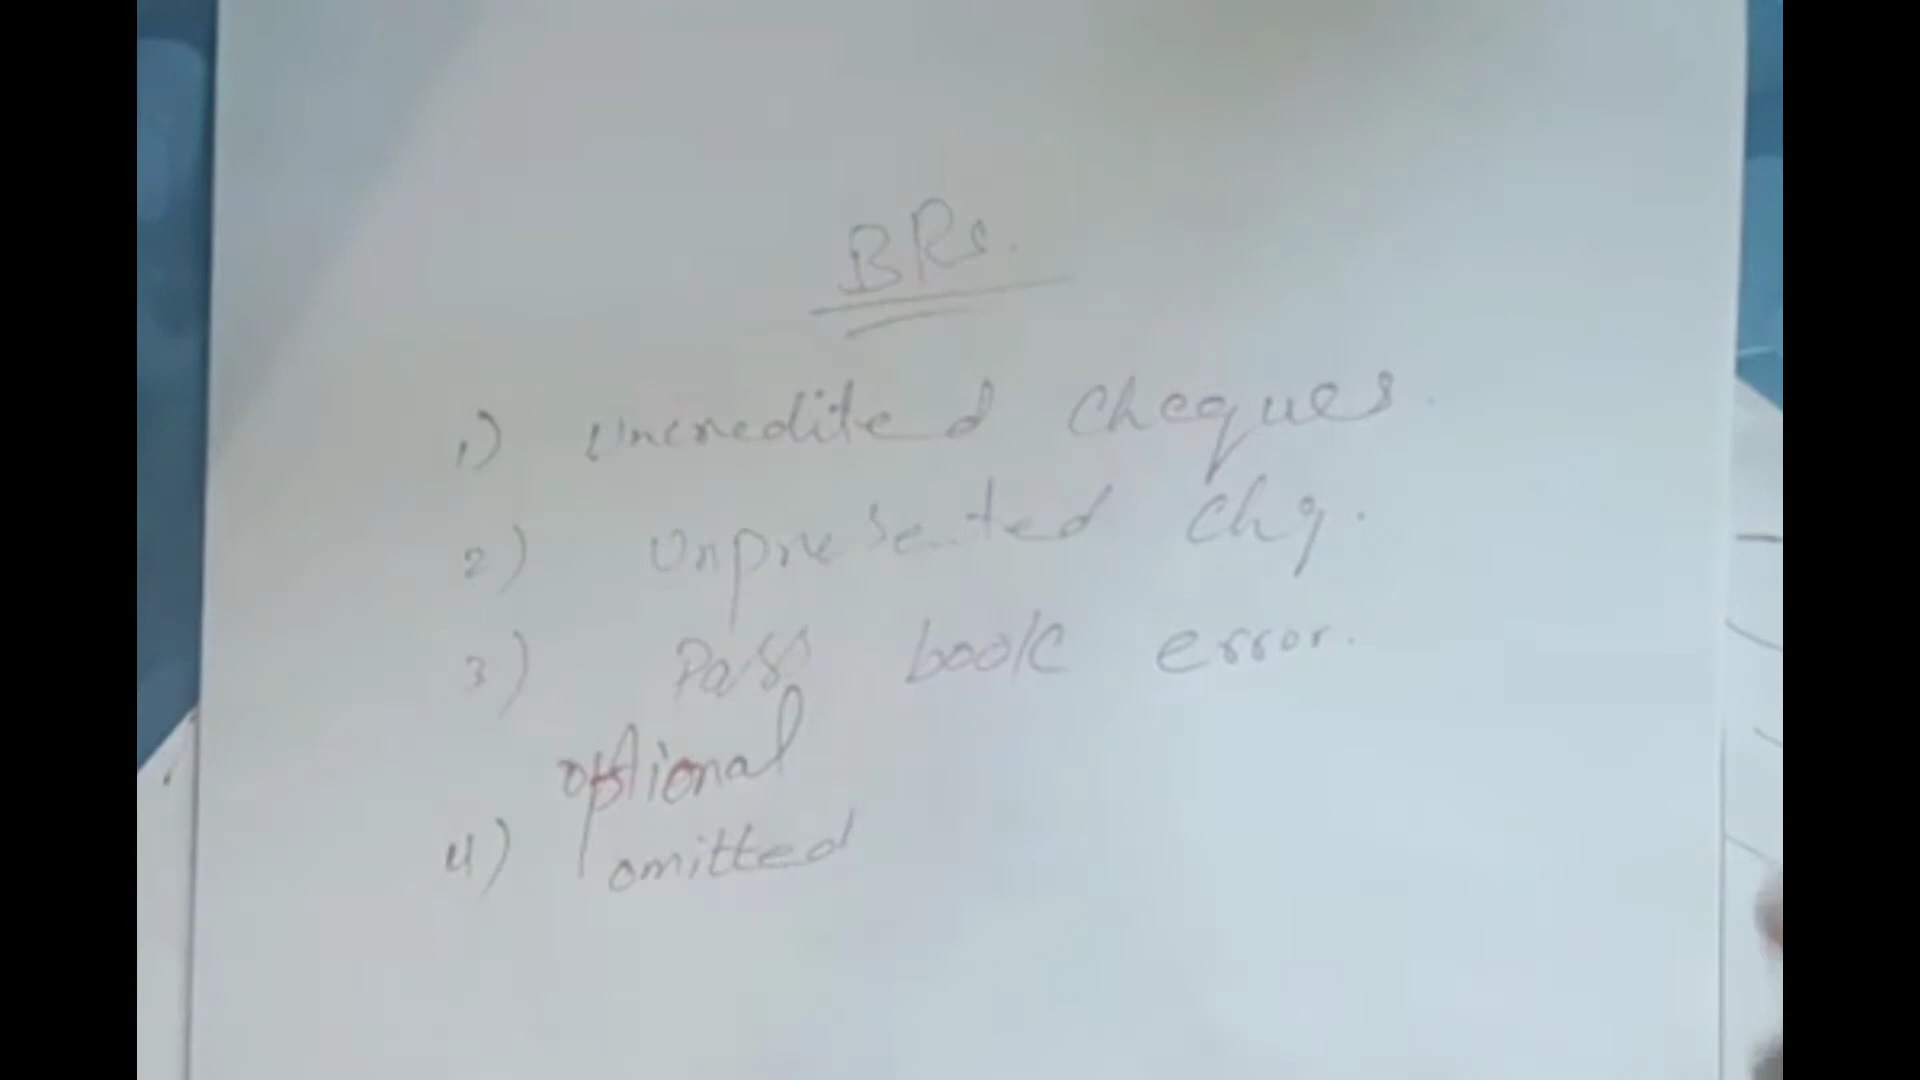 BRs.
1) Uncredited Cheques.
2) Unpresented Chq.
3) Pass book error.
optional
4) omitted